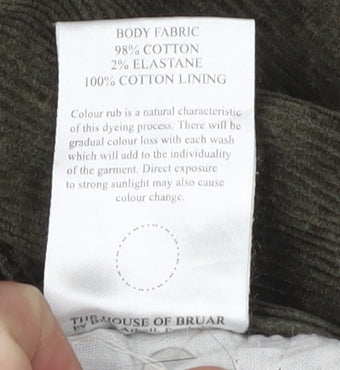 BODY FABRIC
98% COTTON
2% ELASTANE
100% COTTON LINING
Colour rub is a natural characteristic
of this dyeing process. There will be
gradual colour loss with each wash
which will add to the individuality
of the garment. Direct exposure
to strong sunlight may also cause
colour change.
THE HOUSE OF BRUAR